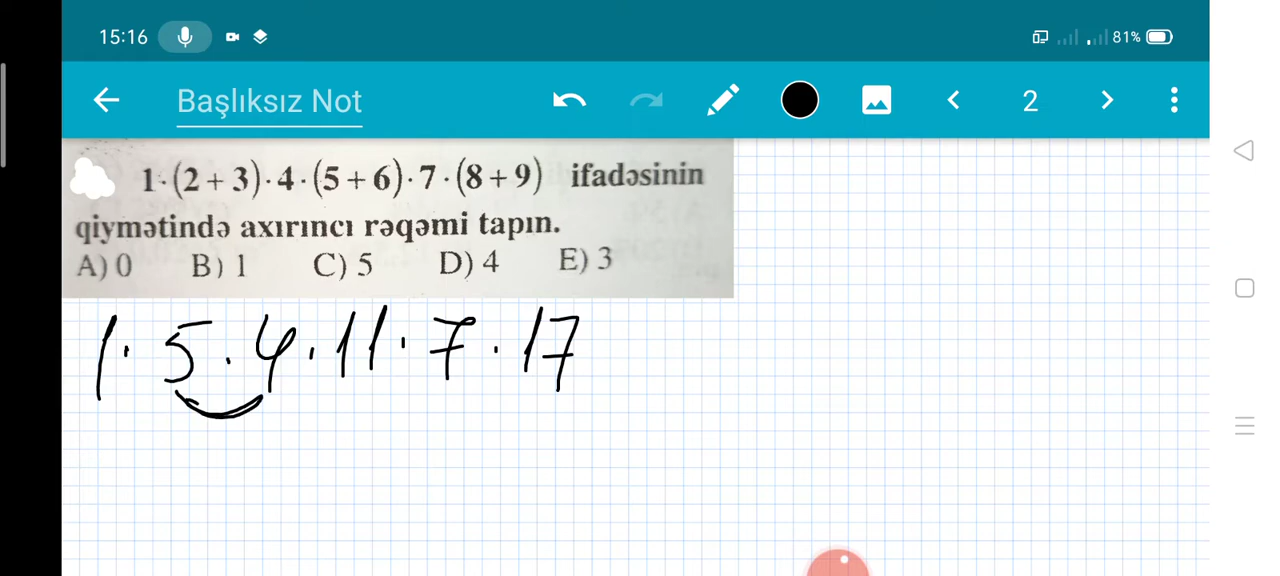 15:16 81%
Başlıksız Not 2
1·(2 + 3)·4·(5 + 6)·7·(8 + 9) ifadəsinin
qiymətində axırıncı rəqəmi tapın.
A) 0 B) 1 C) 5 D) 4 E) 3
1·5·4·11·7·17